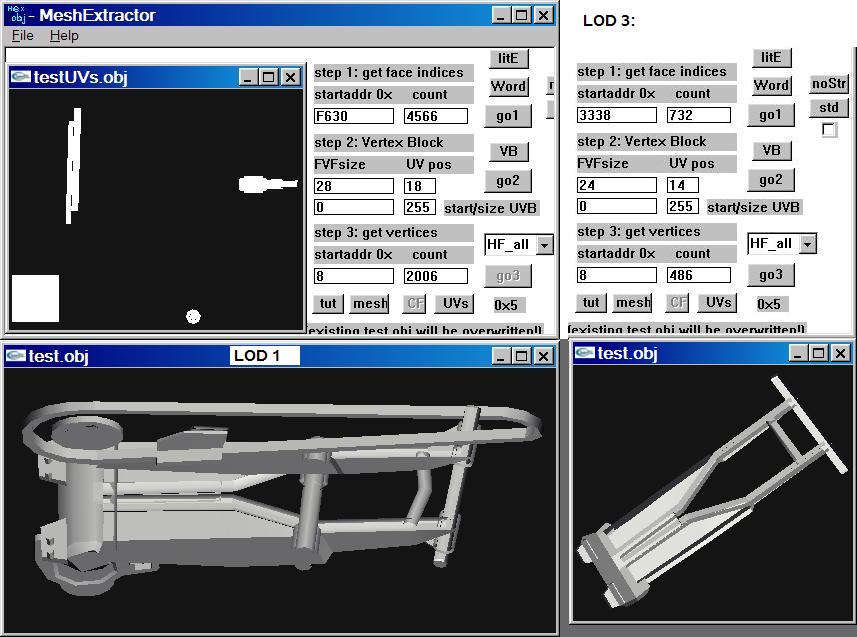 Hex
obj - MeshExtractor
File Help
testUVs.obj
step 1: get face indices
startaddr 0x count
F630 4566
step 2: Vertex Block
FVFsize UV pos
28 18
0 255 start/size UVB
step 3: get vertices
startaddr 0x count
8 2006
tut mesh CF UVs 0x5
(existing test.obj will be overwritten!)
litE
Word
go1
VB
go2
HF_all
go3
LOD 3:
step 1: get face indices
startaddr 0x count
3338 732
step 2: Vertex Block
FVFsize UV pos
24 14
0 255 start/size UVB
step 3: get vertices
startaddr 0x count
8 486
tut mesh CF UVs 0x5
(existing test.obj will be overwritten!)
litE
Word noStr
go1 std
VB
go2
HF_all
go3
test.obj LOD 1
test.obj